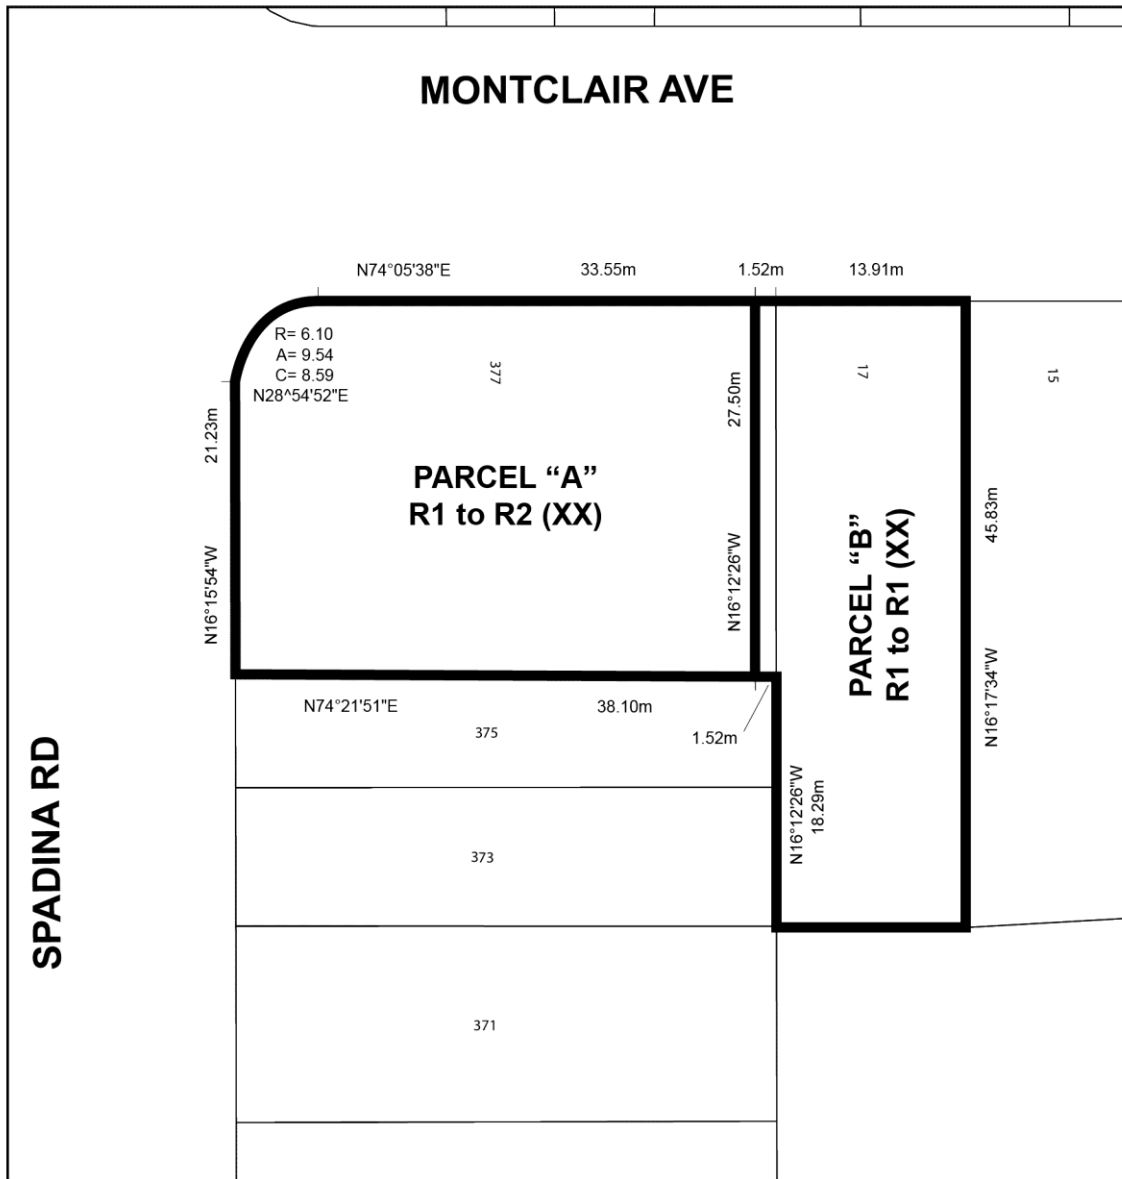 MONTCLAIR AVE
N74°05'38"E
33.55m
1.52m
13.91m
R= 6.10
A= 9.54
C= 8.59
N28^54'52"E
377
17
15
21.23m
N16°15'54"W
27.50m
N16°12'26"W
PARCEL “A”
R1 to R2 (XX)
PARCEL “B”
R1 to R1 (XX)
45.83m
N16°17'34"W
N74°21'51"E
38.10m
1.52m
375
N16°12'26"W
18.29m
373
371
SPADINA RD